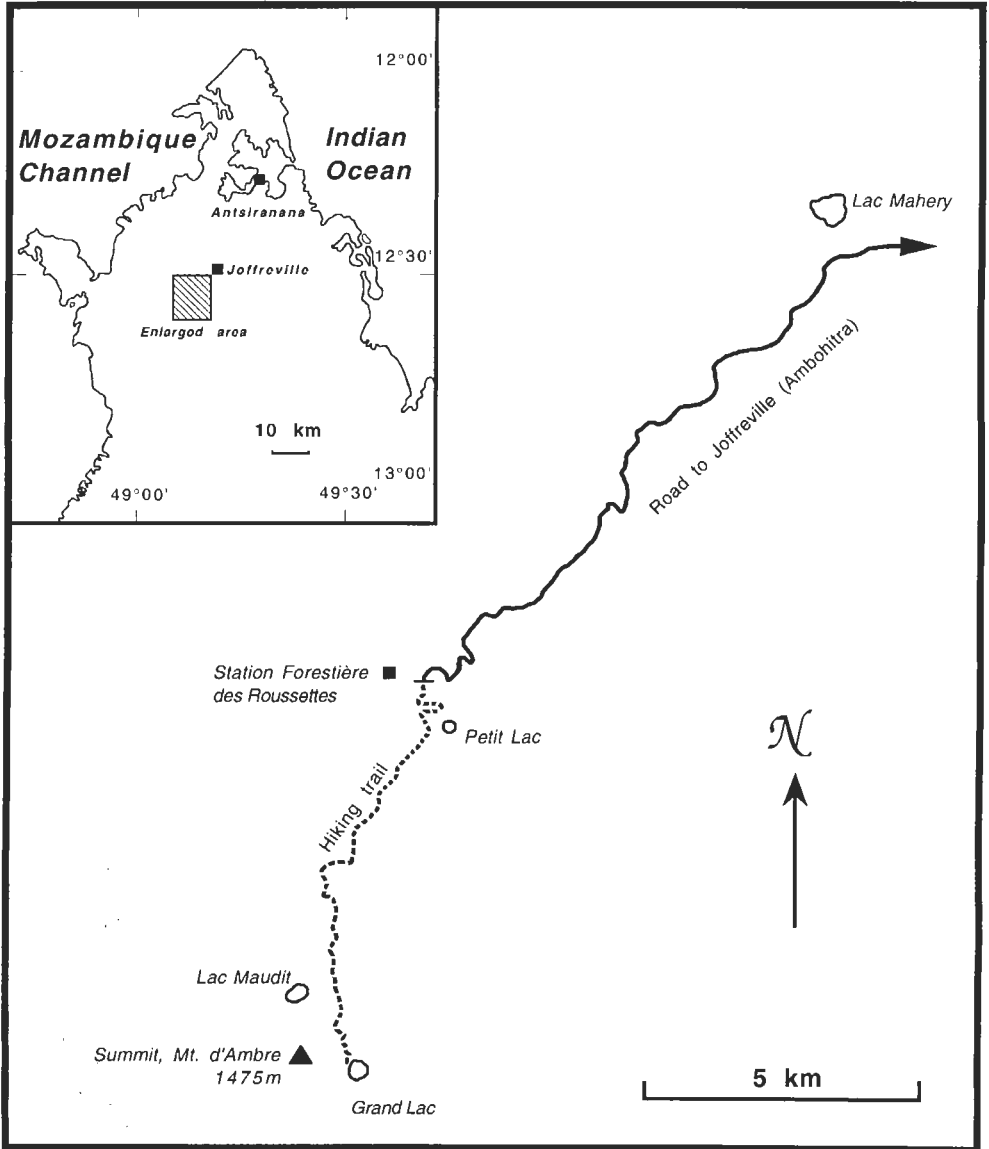 12°00'
Mozambique
Channel
Indian
Ocean
Antsiranana
12°30'
Joffreville
Enlargod area
10 km
13°00'
49°00'
49°30'
Lac Mahery
Road to Joffreville (Ambohitra)
Station Forestière
des Roussettes
Petit Lac
N
Hiking trail
Lac Maudit
Summit, Mt. d'Ambre
1475m
Grand Lac
5 km